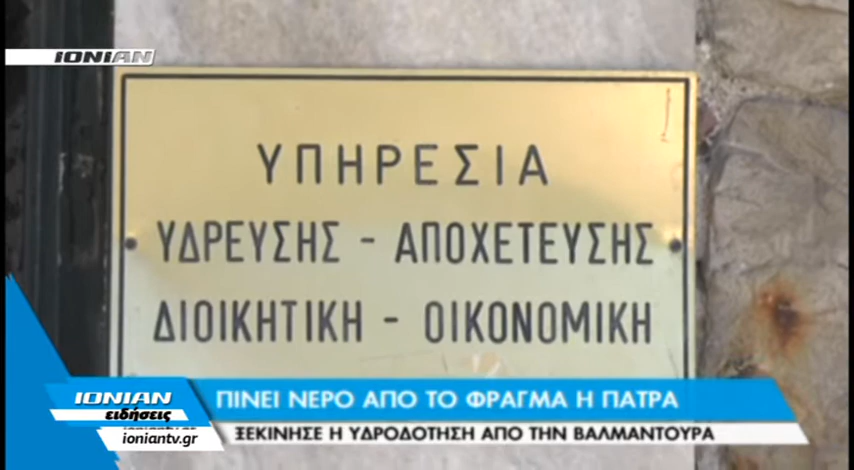 IONIAN
ΥΠΗΡΕΣΙΑ
ΥΔΡΕΥΣΗΣ - ΑΠΟΧΕΤΕΥΣΗΣ
ΔΙΟΙΚΗΤΙΚΗ - ΟΙΚΟΝΟΜΙΚΗ
IONIAN
ειδήσεις
ioniantv.gr
ΠΙΝΕΙ ΝΕΡΟ ΑΠΟ ΤΟ ΦΡΑΓΜΑ Η ΠΑΤΡΑ
ΞΕΚΙΝΗΣΕ Η ΥΔΡΟΔΟΤΗΣΗ ΑΠΟ ΤΗΝ ΒΑΛΜΑΝΤΟΥΡΑ